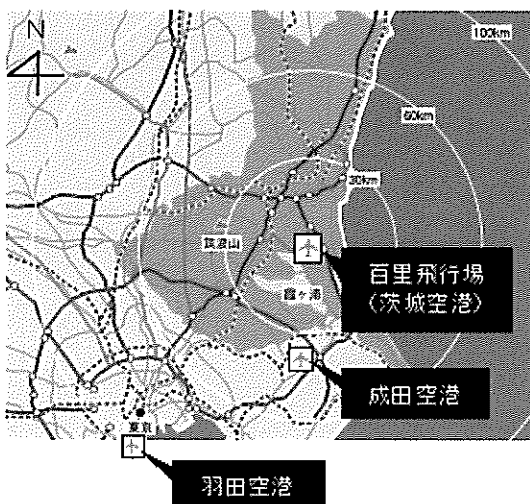 N
100km
60km
30km
筑波山
百里飛行場
(茨城空港)
霞ヶ浦
成田空港
東京
羽田空港